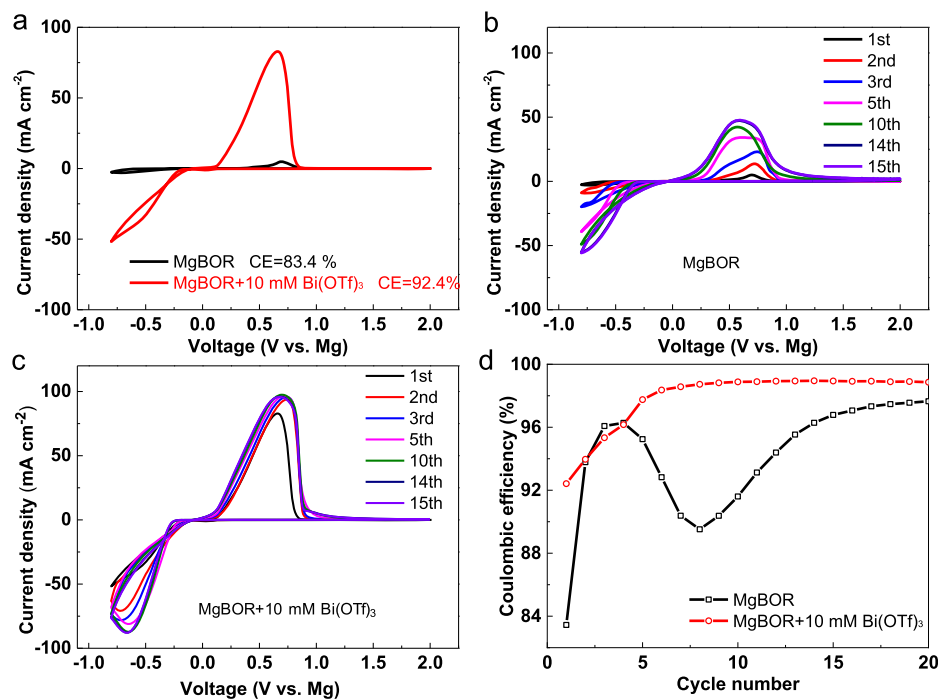 a
Current density (mA cm⁻²)
100
50
0
-50
-100
MgBOR CE=83.4 %
MgBOR+10 mM Bi(OTf)₃ CE=92.4%
-1.0 -0.5 0.0 0.5 1.0 1.5 2.0
Voltage (V vs. Mg)
b
Current density (mA cm⁻²)
100
50
0
-50
-100
1st
2nd
3rd
5th
10th
14th
15th
MgBOR
-1.0 -0.5 0.0 0.5 1.0 1.5 2.0
Voltage (V vs. Mg)
c
Current density (mA cm⁻²)
100
50
0
-50
-100
1st
2nd
3rd
5th
10th
14th
15th
MgBOR+10 mM Bi(OTf)₃
-1.0 -0.5 0.0 0.5 1.0 1.5 2.0
Voltage (V vs. Mg)
d
Coulombic efficiency (%)
100
96
92
88
84
MgBOR
MgBOR+10 mM Bi(OTf)₃
0 5 10 15 20
Cycle number